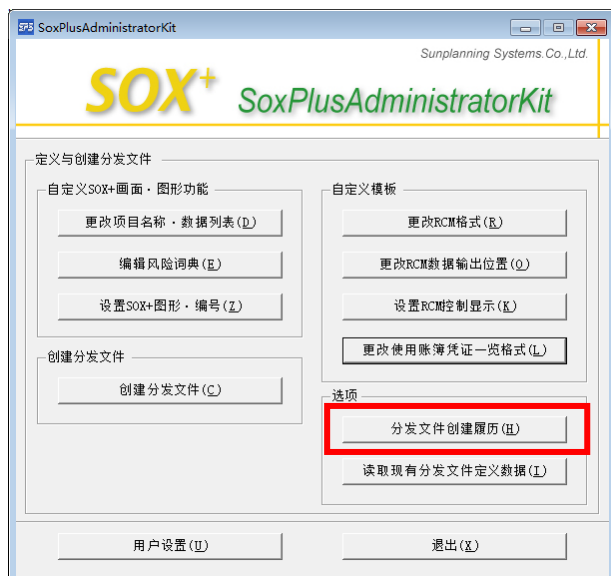 SoxPlusAdministratorKit
Sunplanning Systems.Co.,Ltd.
SOX+ SoxPlusAdministratorKit
定义与创建分发文件
自定义SOX+画面・图形功能
更改项目名称・数据列表(D)
编辑风险词典(E)
设置SOX+图形・编号(Z)
创建分发文件
创建分发文件(C)
自定义模板
更改RCM格式(R)
更改RCM数据输出位置(O)
设置RCM控制显示(K)
更改使用账簿凭证一览格式(L)
选项
分发文件创建履历(H)
读取现有分发文件定义数据(I)
用户设置(U)
退出(X)